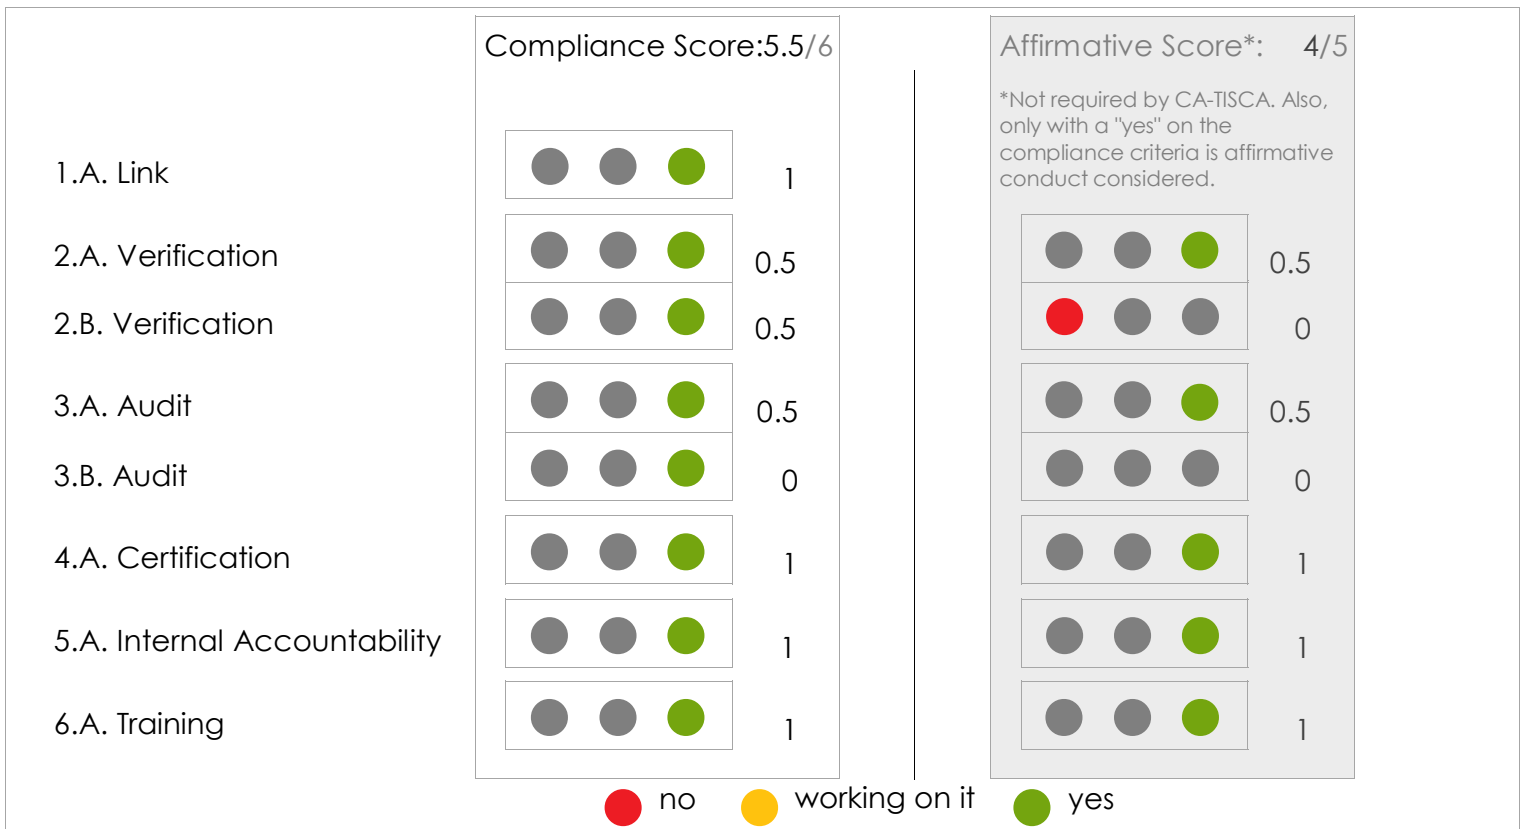 Compliance Score:5.5/6
Affirmative Score*: 4/5
*Not required by CA-TISCA. Also,
only with a "yes" on the
compliance criteria is affirmative
conduct considered.
1.A. Link 1
2.A. Verification 0.5 0.5
2.B. Verification 0.5 0
3.A. Audit 0.5 0.5
3.B. Audit 0 0
4.A. Certification 1 1
5.A. Internal Accountability 1 1
6.A. Training 1 1
no working on it yes